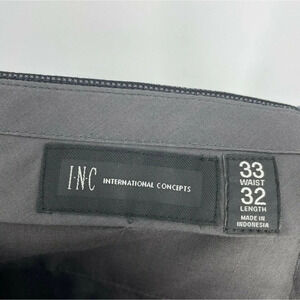 I·N·C INTERNATIONAL CONCEPTS
33
WAIST
32
LENGTH
MADE IN
INDONESIA